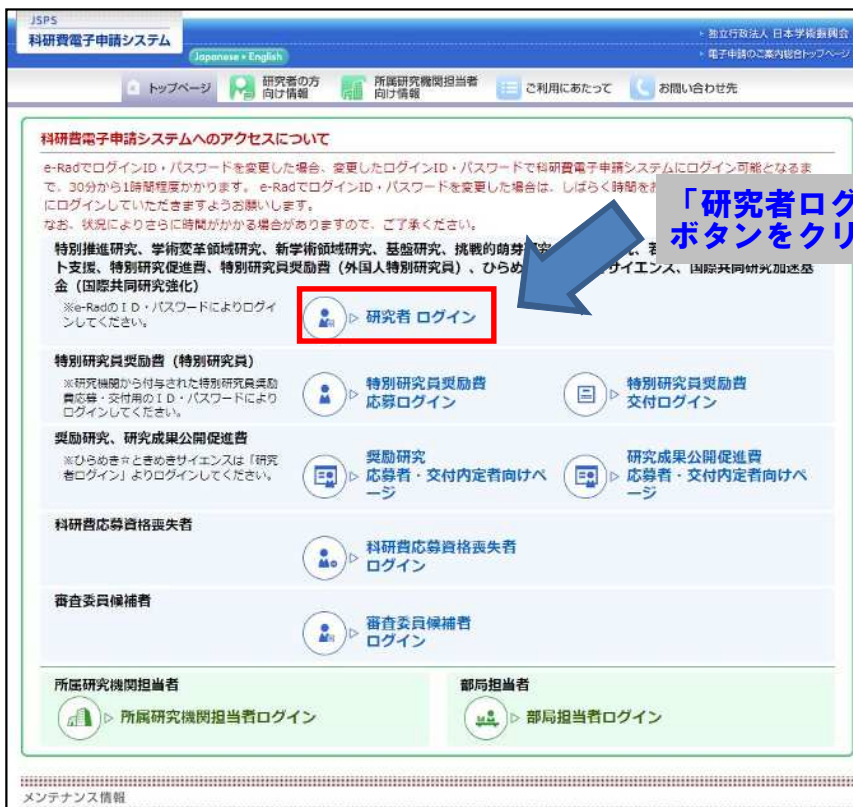 JSPS
科研費電子申請システム
Japanese • English
独立行政法人 日本学術振興会
電子申請のご案内総合トップページ
トップページ
研究者の方
向け情報
所属研究機関担当者
向け情報
ご利用にあたって
お問い合わせ先
科研費電子申請システムへのアクセスについて
e-RadでログインID・パスワードを変更した場合、変更したログインID・パスワードで科研費電子申請システムにログイン可能となるま
で、30分から1時間程度かかります。 e-RadでログインID・パスワードを変更した場合は、しばらく時間をお
にログインしていただきますようお願いします。
なお、状況によりさらに時間がかかる場合がありますので、ご了承ください。
「研究者ログ
ボタンをクリ
特別推進研究、学術変革領域研究、新学術領域研究、基盤研究、挑戦的萌芽研究
ト支援、特別研究促進費、特別研究員奨励費（外国人特別研究員）、ひらめ
サイエンス、国際共同研究加速基
金（国際共同研究強化）
※e-RadのＩＤ・パスワードによりログイ
ンしてください。
研究者 ログイン
特別研究員奨励費（特別研究員）
※研究機関から付与された特別研究員奨励
費応募・交付用のＩＤ・パスワードにより
ログインしてください。
特別研究員奨励費
応募ログイン
特別研究員奨励費
交付ログイン
奨励研究、研究成果公開促進費
※ひらめき☆ときめきサイエンスは「研究
者ログイン」よりログインしてください。
奨励研究
応募者・交付内定者向けペ
ージ
研究成果公開促進費
応募者・交付内定者向けペ
ージ
科研費応募資格喪失者
科研費応募資格喪失者
ログイン
審査委員候補者
審査委員候補者
ログイン
所属研究機関担当者
所属研究機関担当者ログイン
部局担当者
部局担当者ログイン
メンテナンス情報